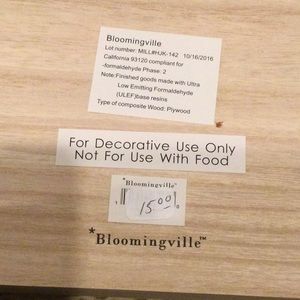 Bloomingville
Lot number: MILL#HJK-142 10/16/2016
California 93120 compliant for
-formaldehyde Phase: 2
Note:Finished goods made with Ultra
Low Emitting Formaldehyde
(ULEF)base resins
Type of composite Wood: Plywood
For Decorative Use Only
Not For Use With Food
*Bloomingville™
15.00
*Bloomingville™